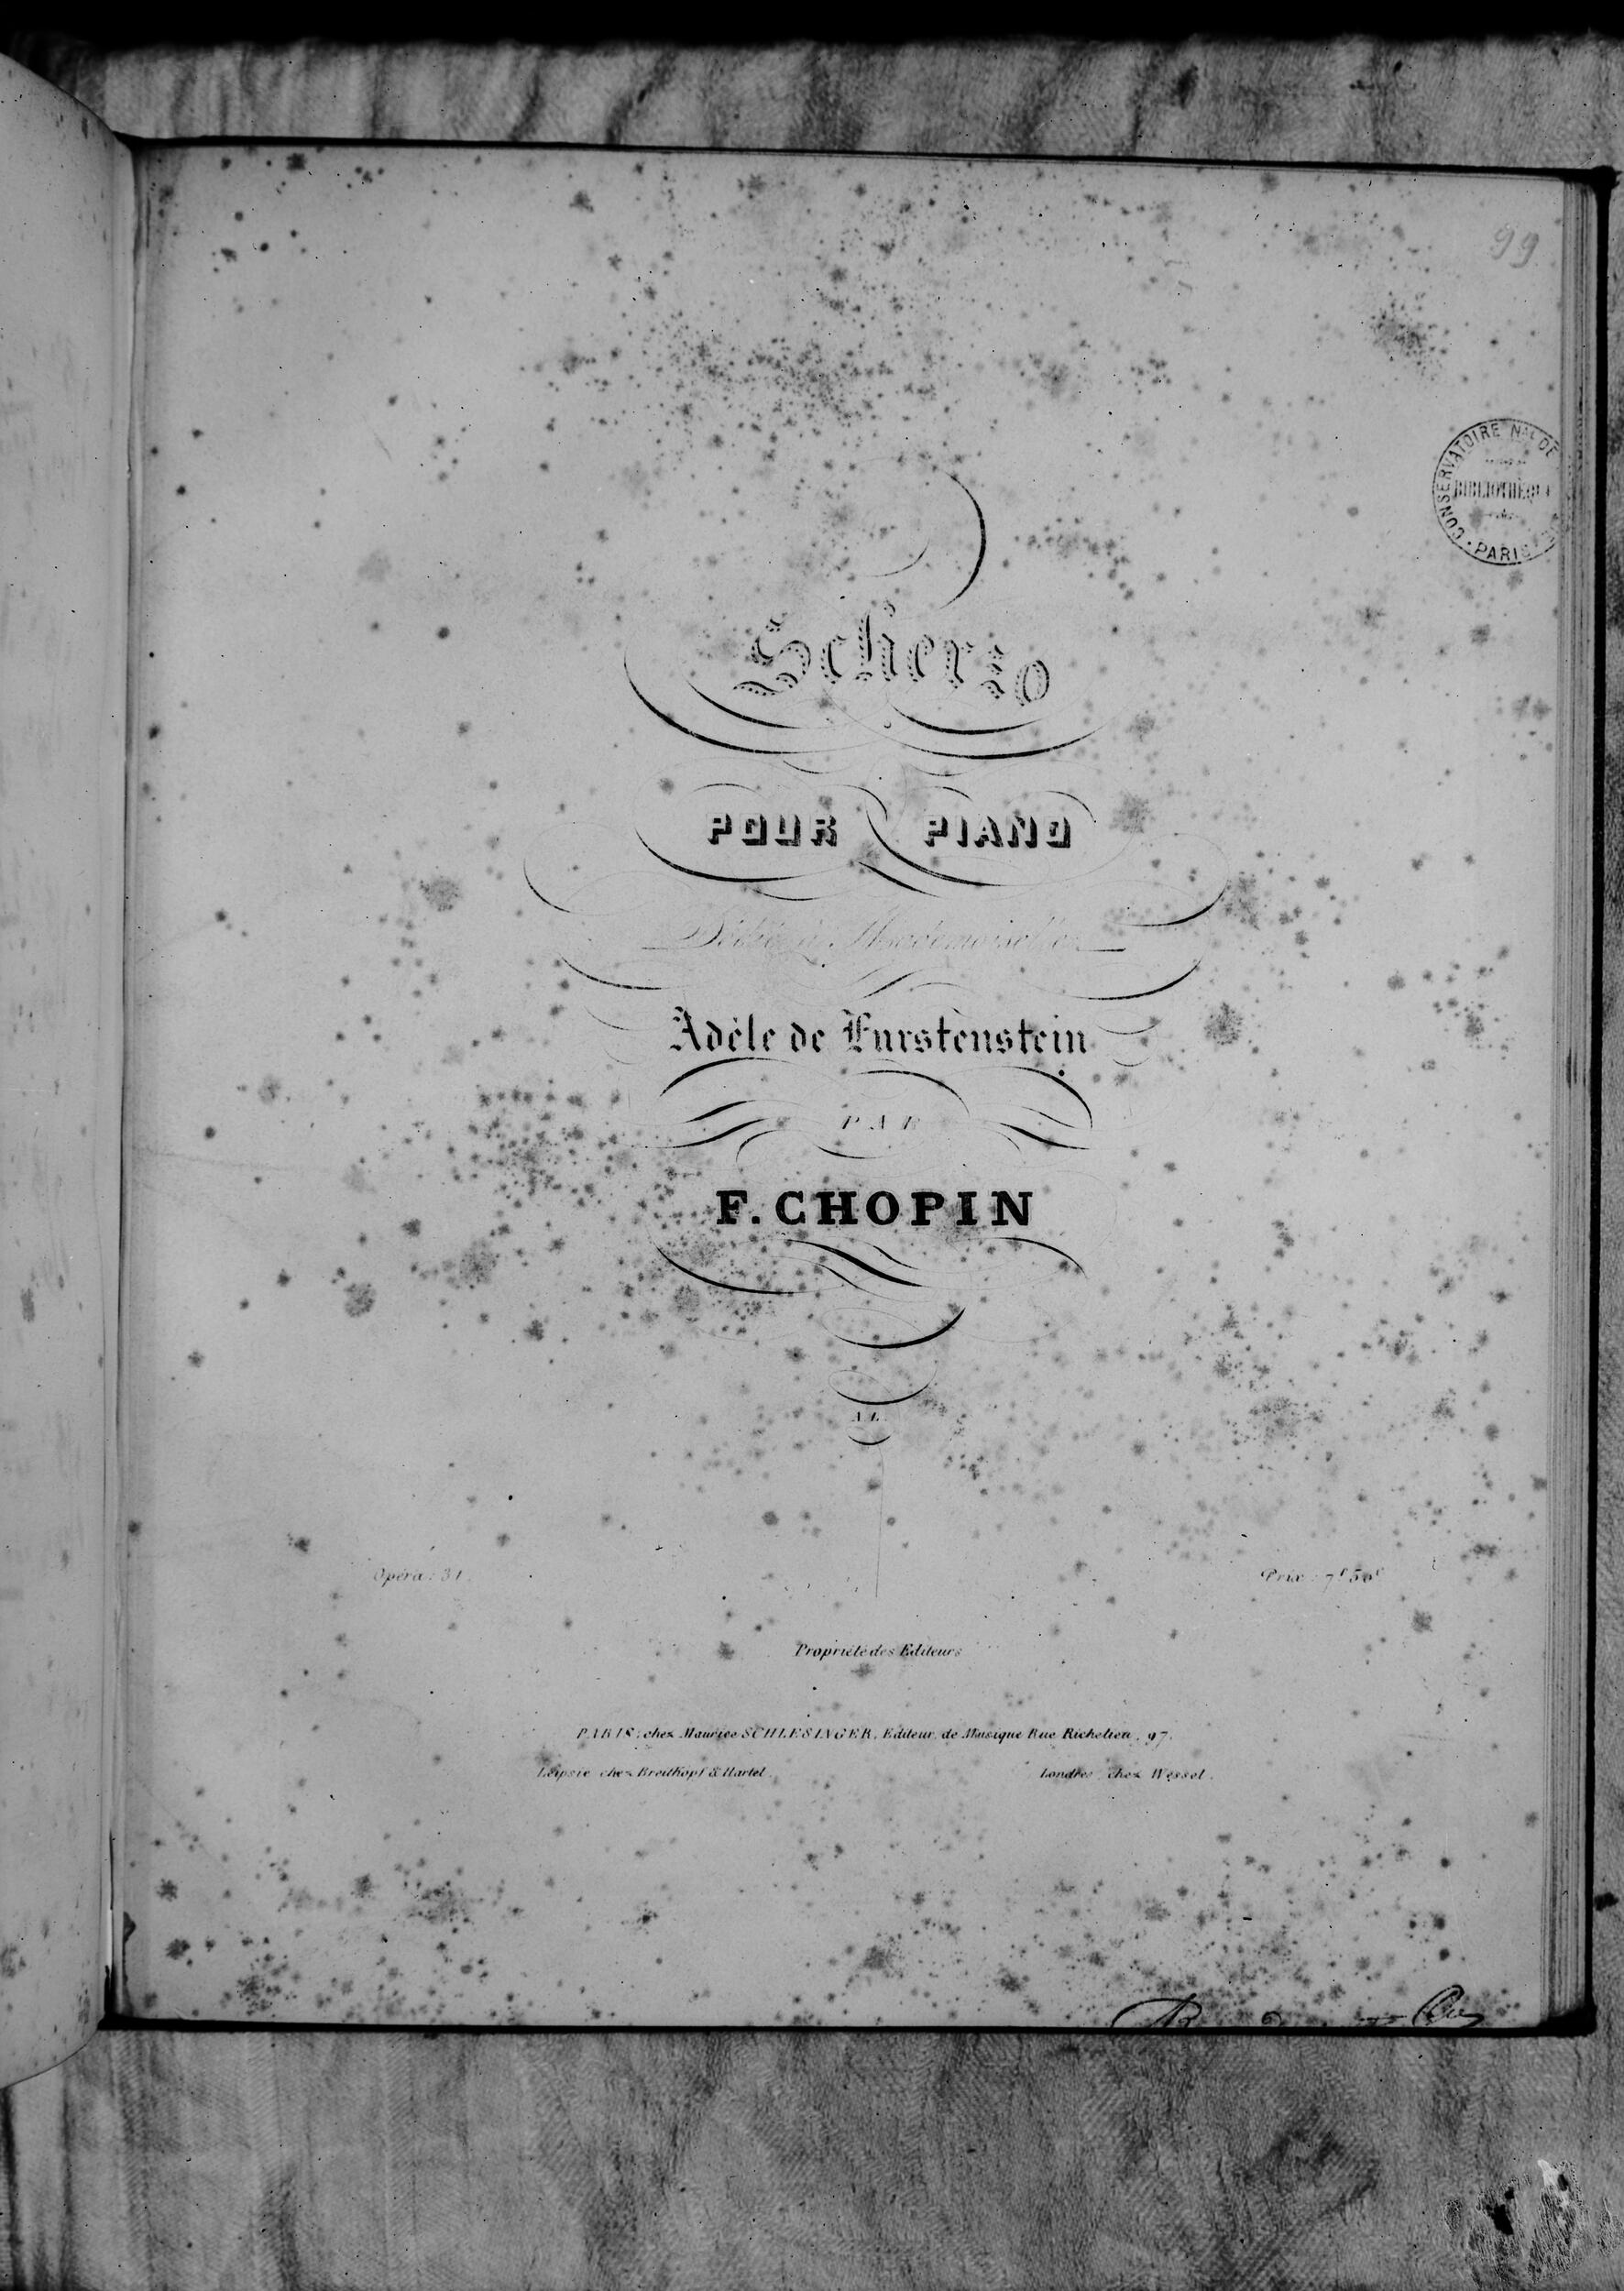 99
CONSERVATOIRE NAL DE
BIBLIOTHÈQUE
PARIS
Scherzo
POUR PIANO
Dédié à Mademoiselle
Adèle de Furstenstein
PAR
F. CHOPIN
A.L.
Opéra: 31.
Prix: 7f 50c
Propriété des Editeurs
PARIS, chez Maurice SCHLESINGER, Editeur de Musique Rue Richelieu, 97.
Leipsic chez Breitkopf & Hartel.
Londres, chez Wessel.